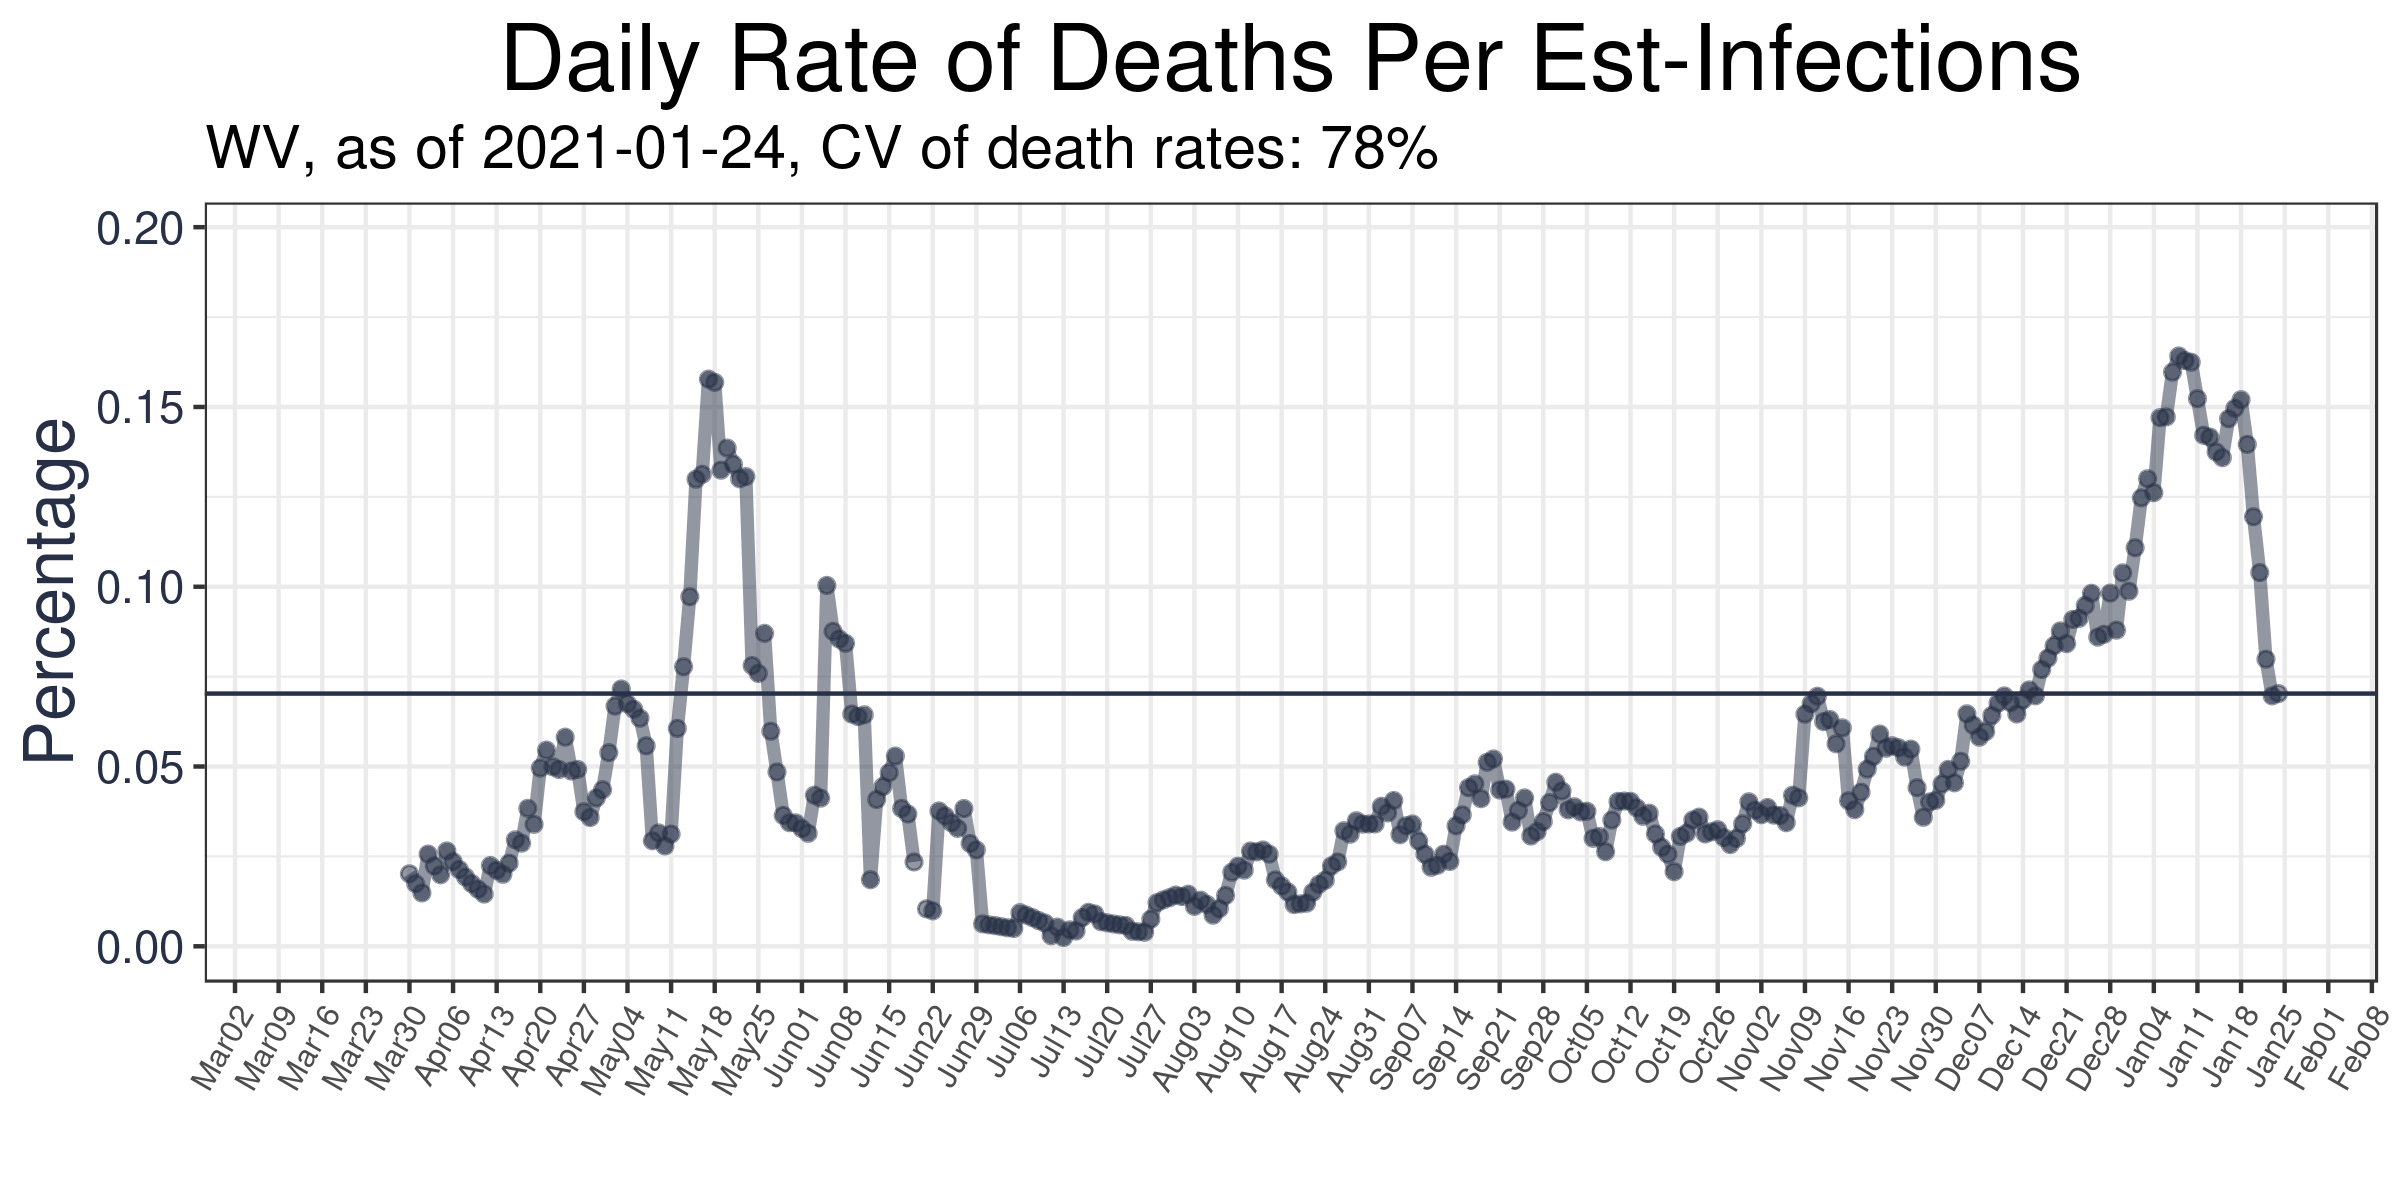 Daily Rate of Deaths Per Est-Infections
WV, as of 2021-01-24, CV of death rates: 78%
Percentage
0.20
0.15
0.10
0.05
0.00
Mar02
Mar09
Mar16
Mar23
Mar30
Apr06
Apr13
Apr20
Apr27
May04
May11
May18
May25
Jun01
Jun08
Jun15
Jun22
Jun29
Jul06
Jul13
Jul20
Jul27
Aug03
Aug10
Aug17
Aug24
Aug31
Sep07
Sep14
Sep21
Sep28
Oct05
Oct12
Oct19
Oct26
Nov02
Nov09
Nov16
Nov23
Nov30
Dec07
Dec14
Dec21
Dec28
Jan04
Jan11
Jan18
Jan25
Feb01
Feb08